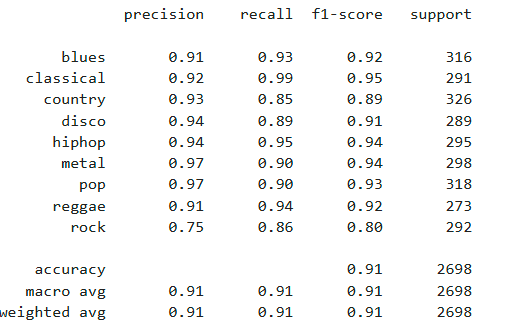 precision recall f1-score support
blues 0.91 0.93 0.92 316
classical 0.92 0.99 0.95 291
country 0.93 0.85 0.89 326
disco 0.94 0.89 0.91 289
hiphop 0.94 0.95 0.94 295
metal 0.97 0.90 0.94 298
pop 0.97 0.90 0.93 318
reggae 0.91 0.94 0.92 273
rock 0.75 0.86 0.80 292
accuracy 0.91 2698
macro avg 0.91 0.91 0.91 2698
weighted avg 0.91 0.91 0.91 2698